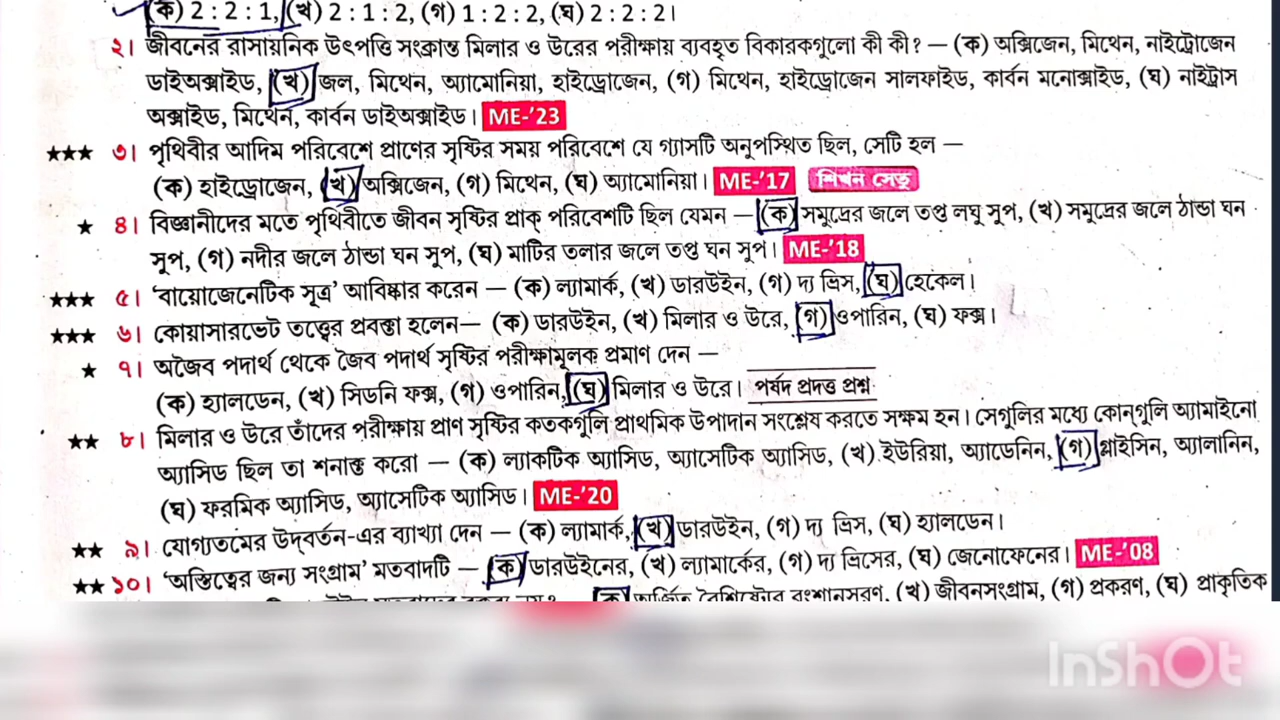 (ক) 2 : 2 : 1, (খ) 2 : 1 : 2, (গ) 1 : 2 : 2, (ঘ) 2 : 2 : 2।
২। জীবনের রাসায়নিক উৎপত্তি সংক্রান্ত মিলার ও উরের পরীক্ষায় ব্যবহৃত বিকারকগুলো কী কী? — (ক) অক্সিজেন, মিথেন, নাইট্রোজেন
ডাইঅক্সাইড, (খ) জল, মিথেন, অ্যামোনিয়া, হাইড্রোজেন, (গ) মিথেন, হাইড্রোজেন সালফাইড, কার্বন মনোক্সাইড, (ঘ) নাইট্রাস
অক্সাইড, মিথেন, কার্বন ডাইঅক্সাইড। ME-'23
★★★ ৩। পৃথিবীর আদিম পরিবেশে প্রাণের সৃষ্টির সময় পরিবেশে যে গ্যাসটি অনুপস্থিত ছিল, সেটি হল —
(ক) হাইড্রোজেন, (খ) অক্সিজেন, (গ) মিথেন, (ঘ) অ্যামোনিয়া। ME-'17 শিখন সেতু
★ ৪। বিজ্ঞানীদের মতে পৃথিবীতে জীবন সৃষ্টির প্রাক্ পরিবেশটি ছিল যেমন — (ক) সমুদ্রের জলে তপ্ত লঘু সুপ, (খ) সমুদ্রের জলে ঠান্ডা ঘন
সুপ, (গ) নদীর জলে ঠান্ডা ঘন সুপ, (ঘ) মাটির তলার জলে তপ্ত ঘন সুপ। ME-'18
★★★ ৫। 'বায়োজেনেটিক সূত্র' আবিষ্কার করেন — (ক) ল্যামার্ক, (খ) ডারউইন, (গ) দ্য ভ্রিস, (ঘ) হেকেল।
★★★ ৬। কোয়াসারভেট তত্ত্বের প্রবক্তা হলেন— (ক) ডারউইন, (খ) মিলার ও উরে, (গ) ওপারিন, (ঘ) ফক্স।
★ ৭। অজৈব পদার্থ থেকে জৈব পদার্থ সৃষ্টির পরীক্ষামূলক প্রমাণ দেন —
(ক) হ্যালডেন, (খ) সিডনি ফক্স, (গ) ওপারিন, (ঘ) মিলার ও উরে। পর্ষদ প্রদত্ত প্রশ্ন
★★ ৮। মিলার ও উরে তাঁদের পরীক্ষায় প্রাণ সৃষ্টির কতকগুলি প্রাথমিক উপাদান সংশ্লেষ করতে সক্ষম হন। সেগুলির মধ্যে কোন্‌গুলি অ্যামাইনো
অ্যাসিড ছিল তা শনাক্ত করো — (ক) ল্যাকটিক অ্যাসিড, অ্যাসেটিক অ্যাসিড, (খ) ইউরিয়া, অ্যাডেনিন, (গ) গ্লাইসিন, অ্যালানিন,
(ঘ) ফরমিক অ্যাসিড, অ্যাসেটিক অ্যাসিড। ME-'20
★★ ৯। যোগ্যতমের উদ্‌বর্তন-এর ব্যাখ্যা দেন — (ক) ল্যামার্ক, (খ) ডারউইন, (গ) দ্য ভ্রিস, (ঘ) হ্যালডেন।
★★ ১০। 'অস্তিত্বের জন্য সংগ্রাম' মতবাদটি — (ক) ডারউইনের, (খ) ল্যামার্কের, (গ) দ্য ভ্রিসের, (ঘ) জেনোফেনের। ME-'08
(ক) অর্জিত বৈশিষ্ট্যের বংশানুসরণ, (খ) জীবনসংগ্রাম, (গ) প্রকরণ, (ঘ) প্রাকৃতিক
InShOt